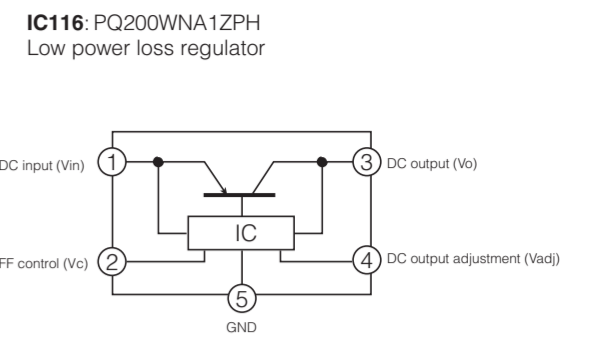 IC116: PQ200WNA1ZPH
Low power loss regulator
DC input (Vin)
1
3
DC output (Vo)
IC
FF control (Vc)
2
4
DC output adjustment (Vadj)
5
GND